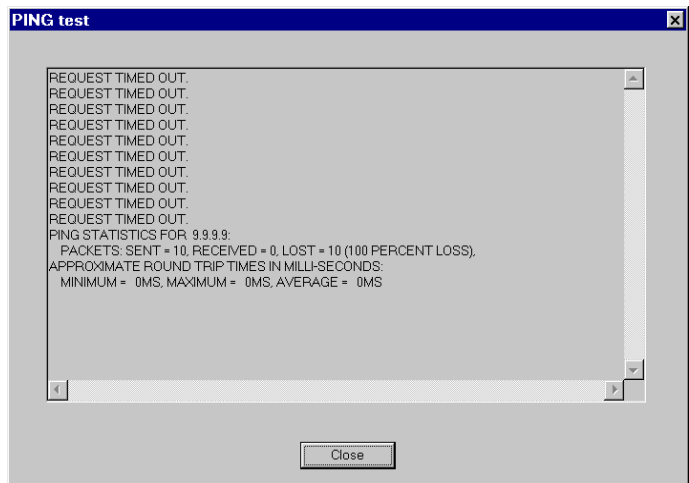 PING test
REQUEST TIMED OUT.
REQUEST TIMED OUT.
REQUEST TIMED OUT.
REQUEST TIMED OUT.
REQUEST TIMED OUT.
REQUEST TIMED OUT.
REQUEST TIMED OUT.
REQUEST TIMED OUT.
REQUEST TIMED OUT.
REQUEST TIMED OUT.
PING STATISTICS FOR 9.9.9.9:
PACKETS: SENT = 10, RECEIVED = 0, LOST = 10 (100 PERCENT LOSS),
APPROXIMATE ROUND TRIP TIMES IN MILLI-SECONDS:
MINIMUM = 0MS, MAXIMUM = 0MS, AVERAGE = 0MS
Close